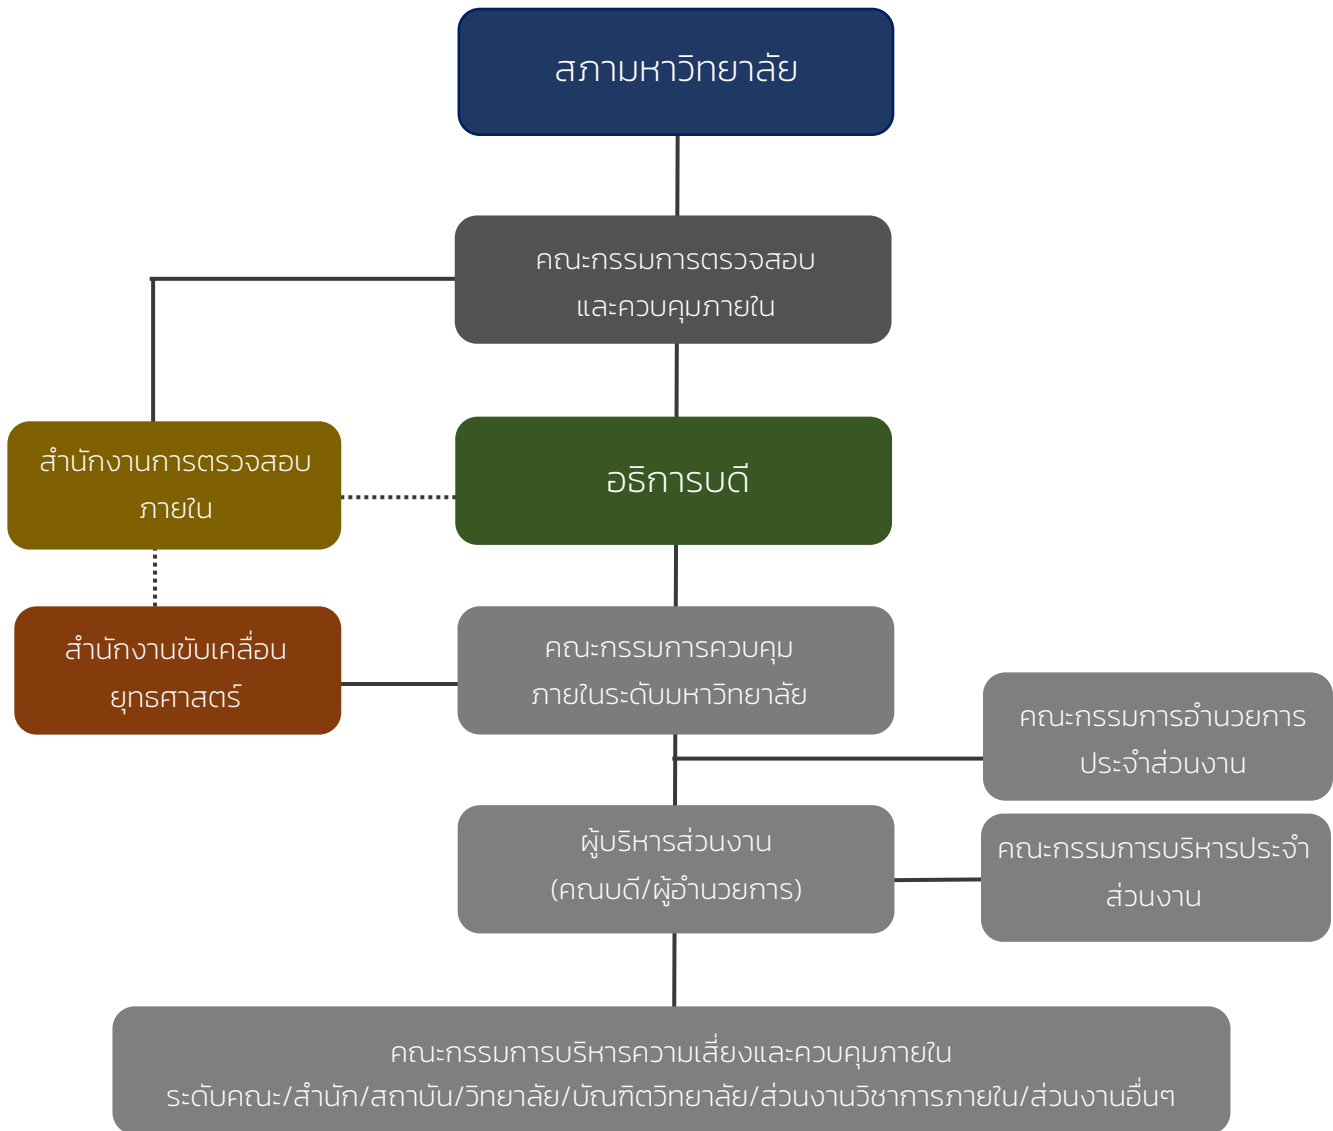 สภามหาวิทยาลัย
คณะกรรมการตรวจสอบ
และควบคุมภายใน
สำนักงานการตรวจสอบ
ภายใน
อธิการบดี
สำนักงานขับเคลื่อน
ยุทธศาสตร์
คณะกรรมการควบคุม
ภายในระดับมหาวิทยาลัย
คณะกรรมการอำนวยการ
ประจำส่วนงาน
ผู้บริหารส่วนงาน
(คณบดี/ผู้อำนวยการ)
คณะกรรมการบริหารประจำ
ส่วนงาน
คณะกรรมการบริหารความเสี่ยงและควบคุมภายใน
ระดับคณะ/สำนัก/สถาบัน/วิทยาลัย/บัณฑิตวิทยาลัย/ส่วนงานวิชาการภายใน/ส่วนงานอื่นๆ